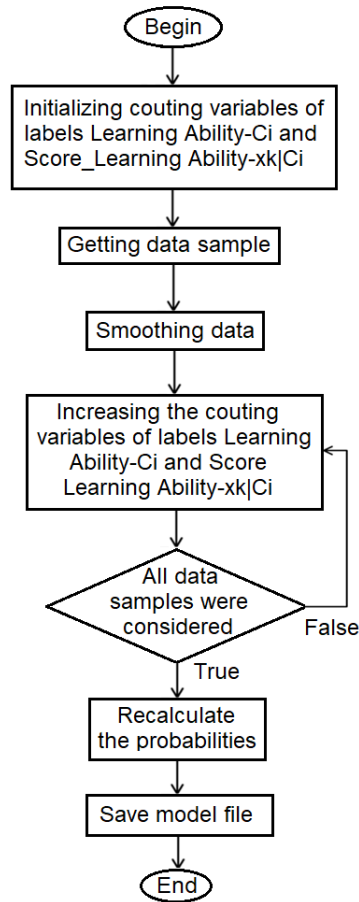 Begin
Initializing couting variables of
labels Learning Ability-Ci and
Score_Learning Ability-xk|Ci
Getting data sample
Smoothing data
Increasing the couting
variables of labels Learning
Ability-Ci and Score
Learning Ability-xk|Ci
All data
samples were
considered
False
True
Recalculate
the probabilities
Save model file
End